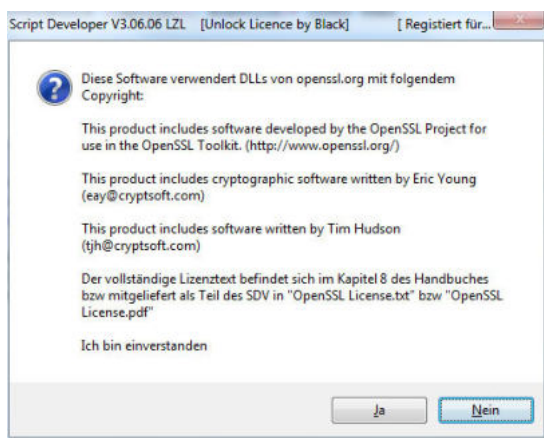 Script Developer V3.06.06 LZL [Unlock Licence by Black] [ Registiert für...
Diese Software verwendert DLLs von openssl.org mit folgendem
Copyright:
This product includes software developed by the OpenSSL Project for
use in the OpenSSL Toolkit. (http://www.openssl.org/)
This product includes cryptographic software written by Eric Young
(eay@cryptsoft.com)
This product includes software written by Tim Hudson
(tjh@cryptsoft.com)
Der vollständige Lizenztext befindet sich im Kapitel 8 des Handbuches
bzw mitgeliefert als Teil des SDV in "OpenSSL License.txt" bzw "OpenSSL
License.pdf"
Ich bin einverstanden
Ja Nein